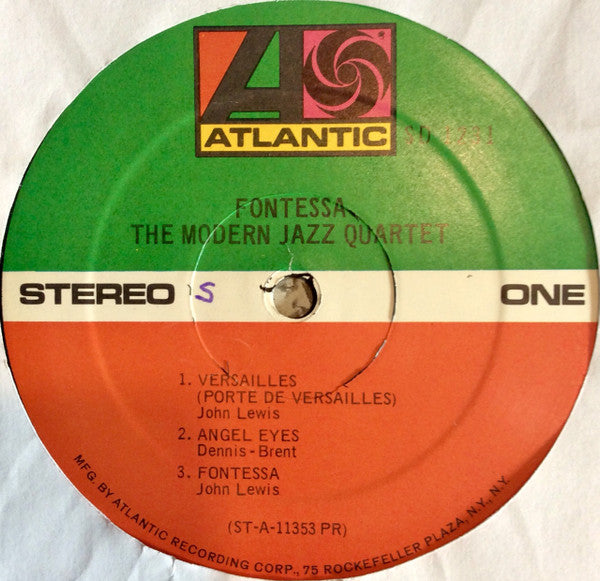 ATLANTIC
SD 1231
FONTESSA
THE MODERN JAZZ QUARTET
STEREO S ONE
1. VERSAILLES
(PORTE DE VERSAILLES)
John Lewis
2. ANGEL EYES
Dennis - Brent
3. FONTESSA
John Lewis
(ST-A-11353 PR)
MFG. BY ATLANTIC RECORDING CORP., 75 ROCKEFELLER PLAZA, N.Y., N.Y.